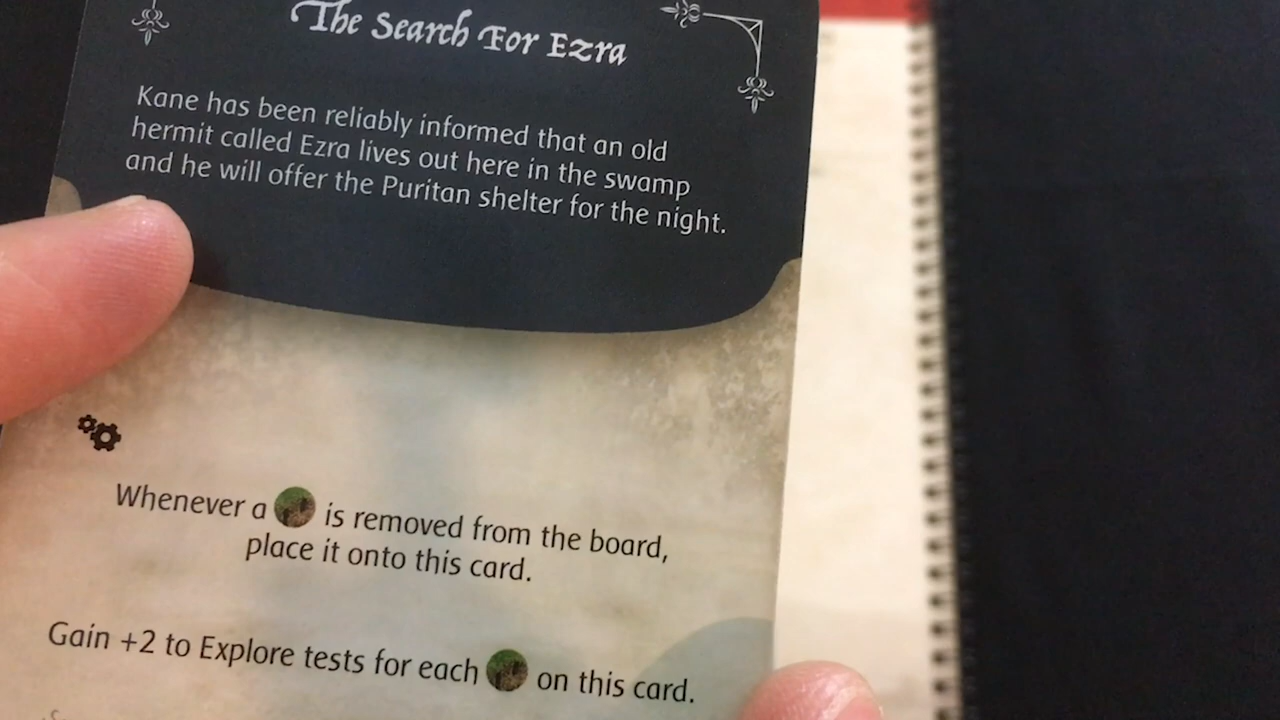 The Search For Ezra
Kane has been reliably informed that an old
hermit called Ezra lives out here in the swamp
and he will offer the Puritan shelter for the night.
Whenever a is removed from the board,
place it onto this card.
Gain +2 to Explore tests for each on this card.